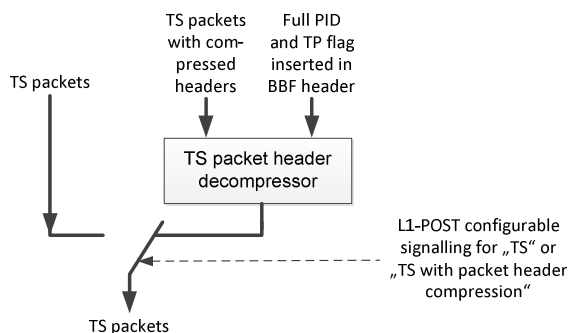 TS packets
with com-
pressed
headers
Full PID
and TP flag
inserted in
BBF header
TS packets
TS packet header
decompressor
L1-POST configurable
signalling for „TS“ or
„TS with packet header
compression“
TS packets